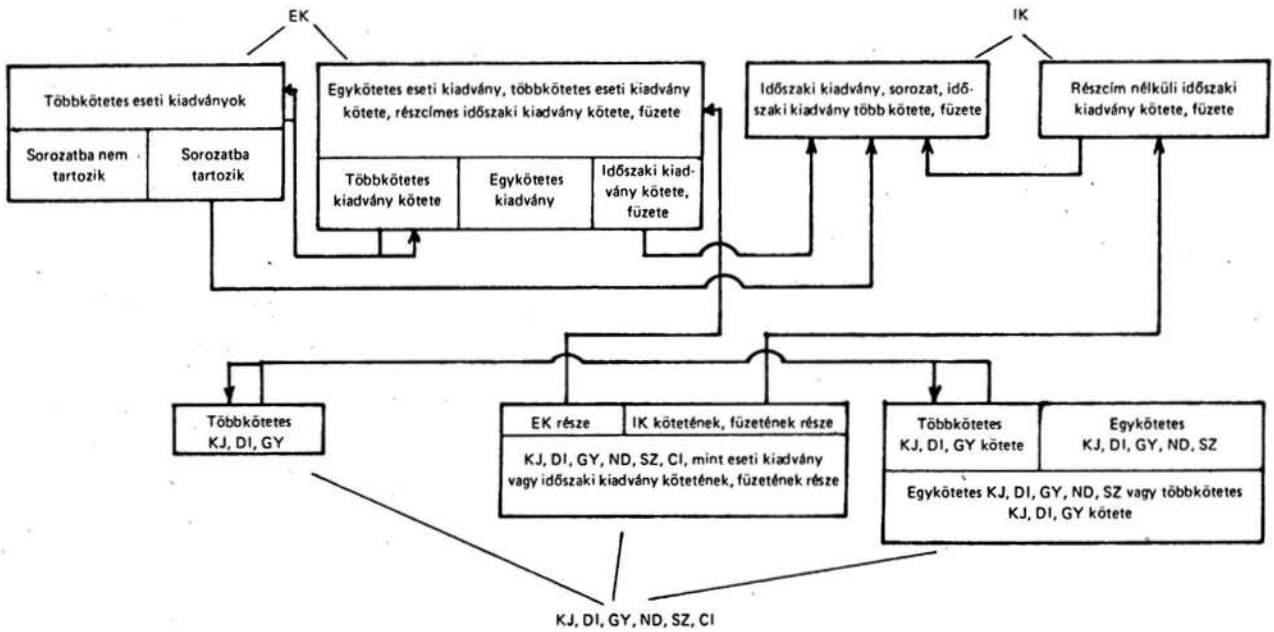 EK
IK
Többkötetes eseti kiadványok
Sorozatba nem
tartozik
Sorozatba
tartozik
Egykötetes eseti kiadvány, többkötetes eseti kiadvány
kötete, részcímes időszaki kiadvány kötete, füzete
Többkötetes
kiadvány kötete
Egykötetes
kiadvány
Időszaki kiad-
vány kötete,
füzete
Időszaki kiadvány, sorozat, idő-
szaki kiadvány több kötete, füzete
Részcím nélküli időszaki
kiadvány kötete, füzete
Többkötetes
KJ, DI, GY
EK része
IK kötetének, füzetének része
KJ, DI, GY, ND, SZ, CI, mint eseti kiadvány
vagy időszaki kiadvány kötetének, füzetének része
Többkötetes
KJ, DI, GY kötete
Egykötetes
KJ, DI, GY, ND, SZ
Egykötetes KJ, DI, GY, ND, SZ vagy többkötetes
KJ, DI, GY kötete
KJ, DI, GY, ND, SZ, CI